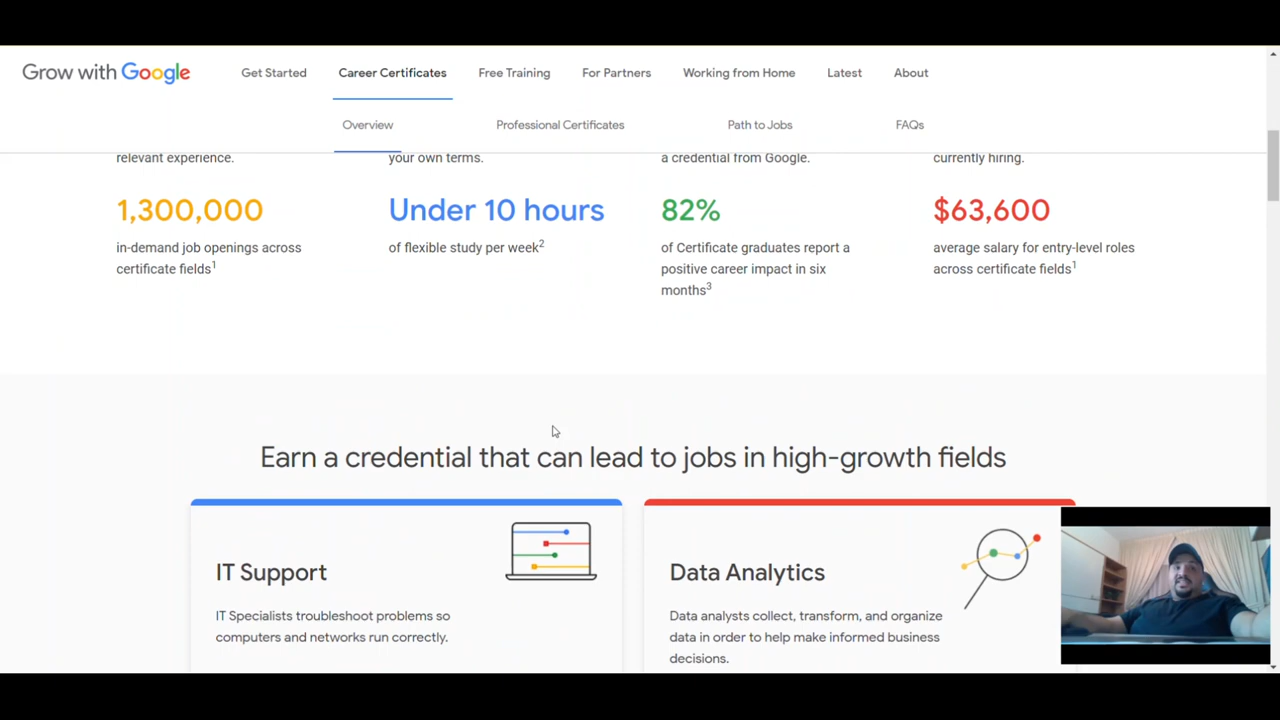 Grow with Google
Get Started
Career Certificates
Free Training
For Partners
Working from Home
Latest
About
Overview
Professional Certificates
Path to Jobs
FAQs
relevant experience.
your own terms.
a credential from Google.
currently hiring.
1,300,000
in-demand job openings across
certificate fields1
Under 10 hours
of flexible study per week2
82%
of Certificate graduates report a
positive career impact in six
months3
$63,600
average salary for entry-level roles
across certificate fields1
Earn a credential that can lead to jobs in high-growth fields
IT Support
IT Specialists troubleshoot problems so
computers and networks run correctly.
Data Analytics
Data analysts collect, transform, and organize
data in order to help make informed business
decisions.